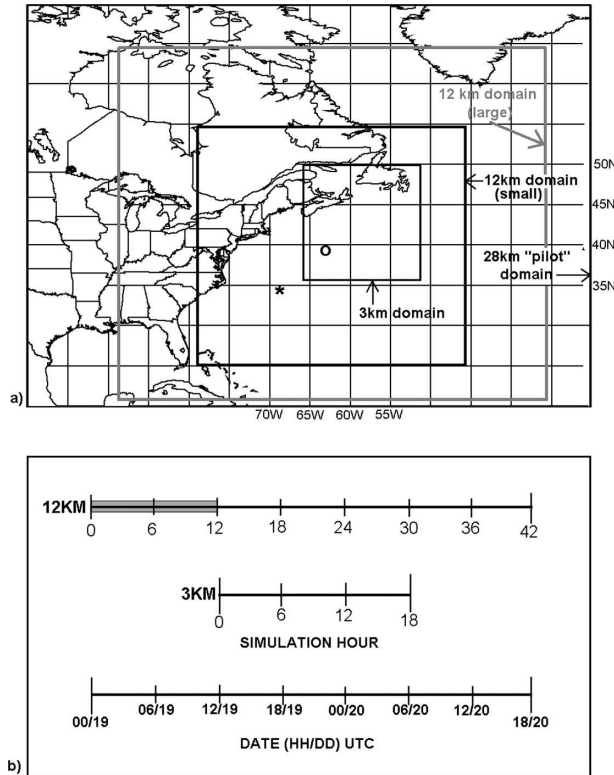 12 km domain
(large)
50N
12km domain
(small)
45N
O
40N
28km "pilot"
domain
*
35N
3km domain
a)
70W 65W 60W 55W
12KM
0 6 12 18 24 30 36 42
3KM
0 6 12 18
SIMULATION HOUR
00/19 06/19 12/19 18/19 00/20 06/20 12/20 18/20
DATE (HH/DD) UTC
b)